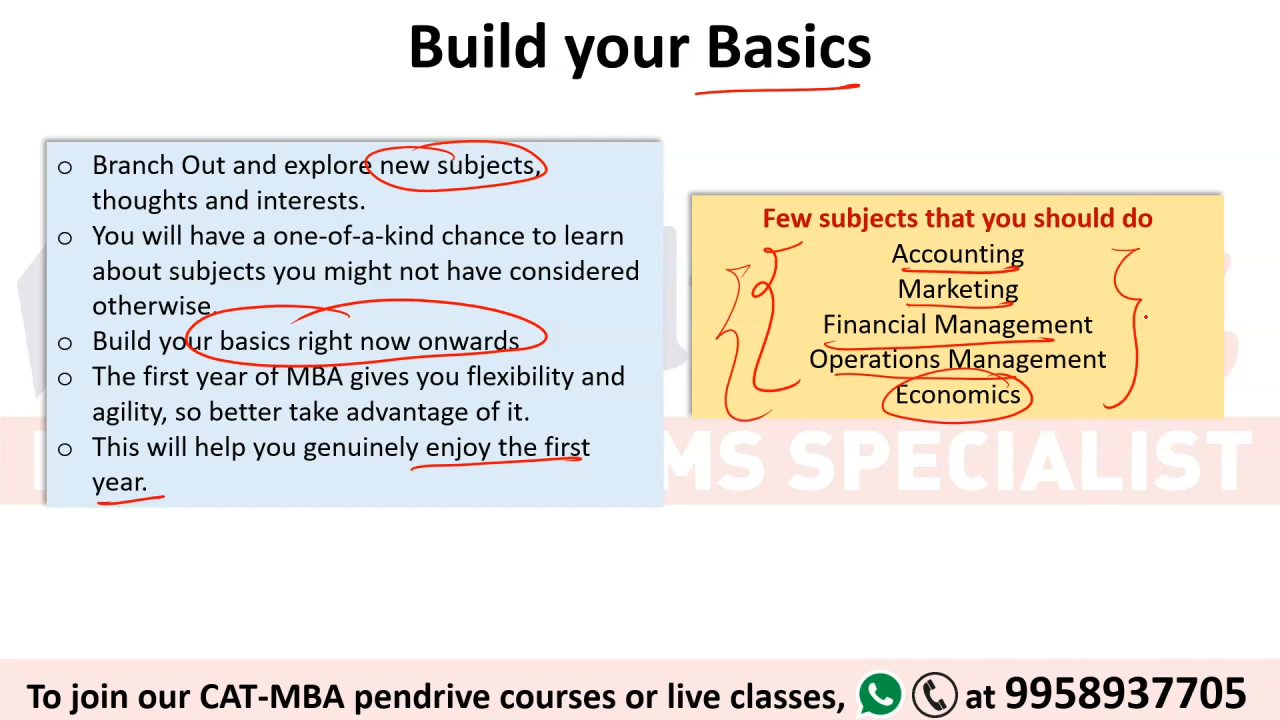 Build your Basics
o Branch Out and explore new subjects,
thoughts and interests.
o You will have a one-of-a-kind chance to learn
about subjects you might not have considered
otherwise.
o Build your basics right now onwards
o The first year of MBA gives you flexibility and
agility, so better take advantage of it.
o This will help you genuinely enjoy the first
year.
Few subjects that you should do
Accounting
Marketing
Financial Management
Operations Management
Economics
MS SPECIALIST
To join our CAT-MBA pendrive courses or live classes, at 9958937705